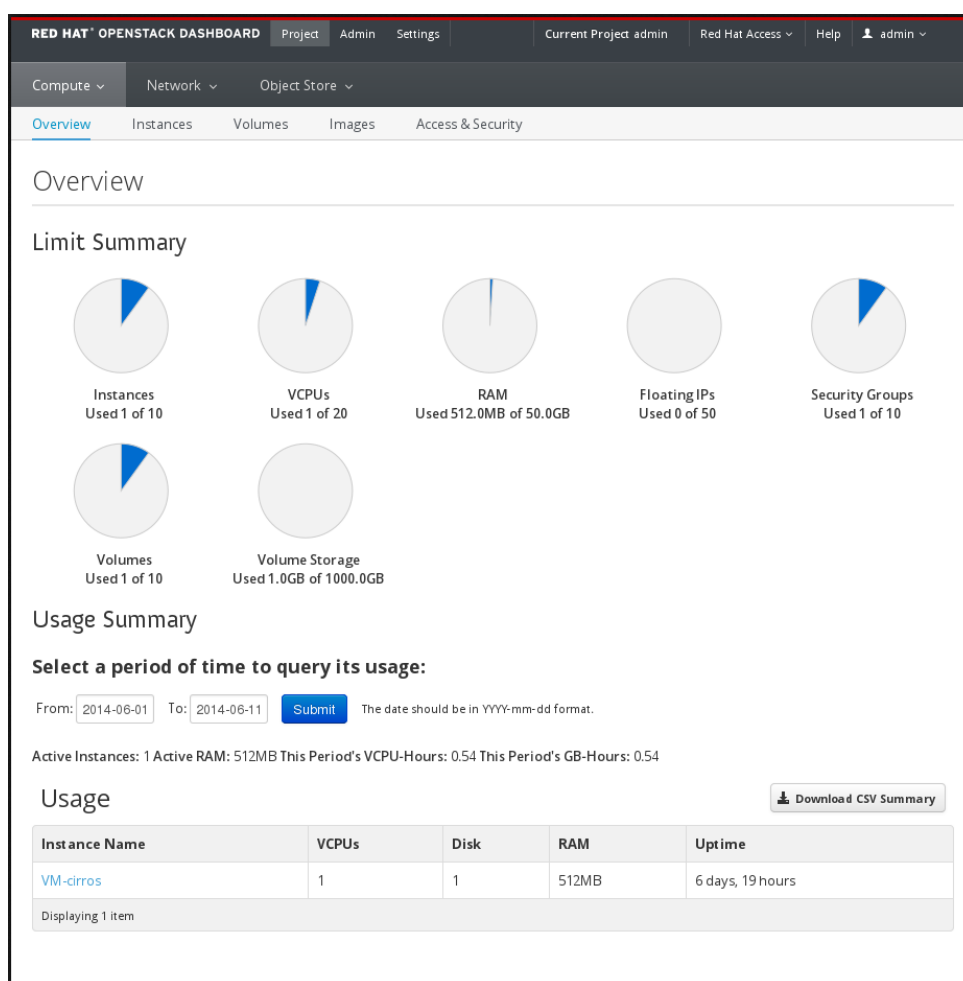 RED HAT® OPENSTACK DASHBOARD Project Admin Settings Current Project admin Red Hat Access Help admin
Compute Network Object Store
Overview Instances Volumes Images Access & Security
Overview
Limit Summary
Instances VCPUs RAM Floating IPs Security Groups
Used 1 of 10 Used 1 of 20 Used 512.0MB of 50.0GB Used 0 of 50 Used 1 of 10
Volumes Volume Storage
Used 1 of 10 Used 1.0GB of 1000.0GB
Usage Summary
Select a period of time to query its usage:
From: 2014-06-01 To: 2014-06-11 Submit The date should be in YYYY-mm-dd format.
Active Instances: 1 Active RAM: 512MB This Period's VCPU-Hours: 0.54 This Period's GB-Hours: 0.54
Usage Download CSV Summary
Instance Name VCPUs Disk RAM Uptime
VM-cirros 1 1 512MB 6 days, 19 hours
Displaying 1 item